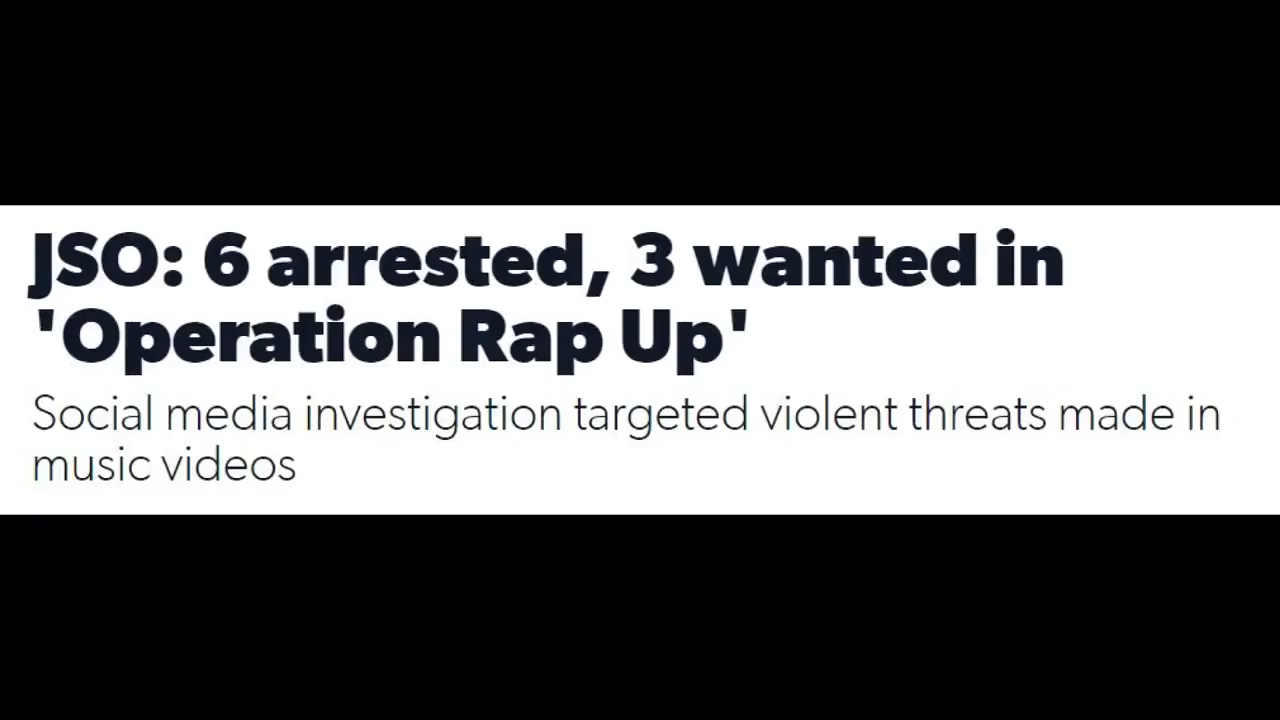 JSO: 6 arrested, 3 wanted in
'Operation Rap Up'
Social media investigation targeted violent threats made in
music videos